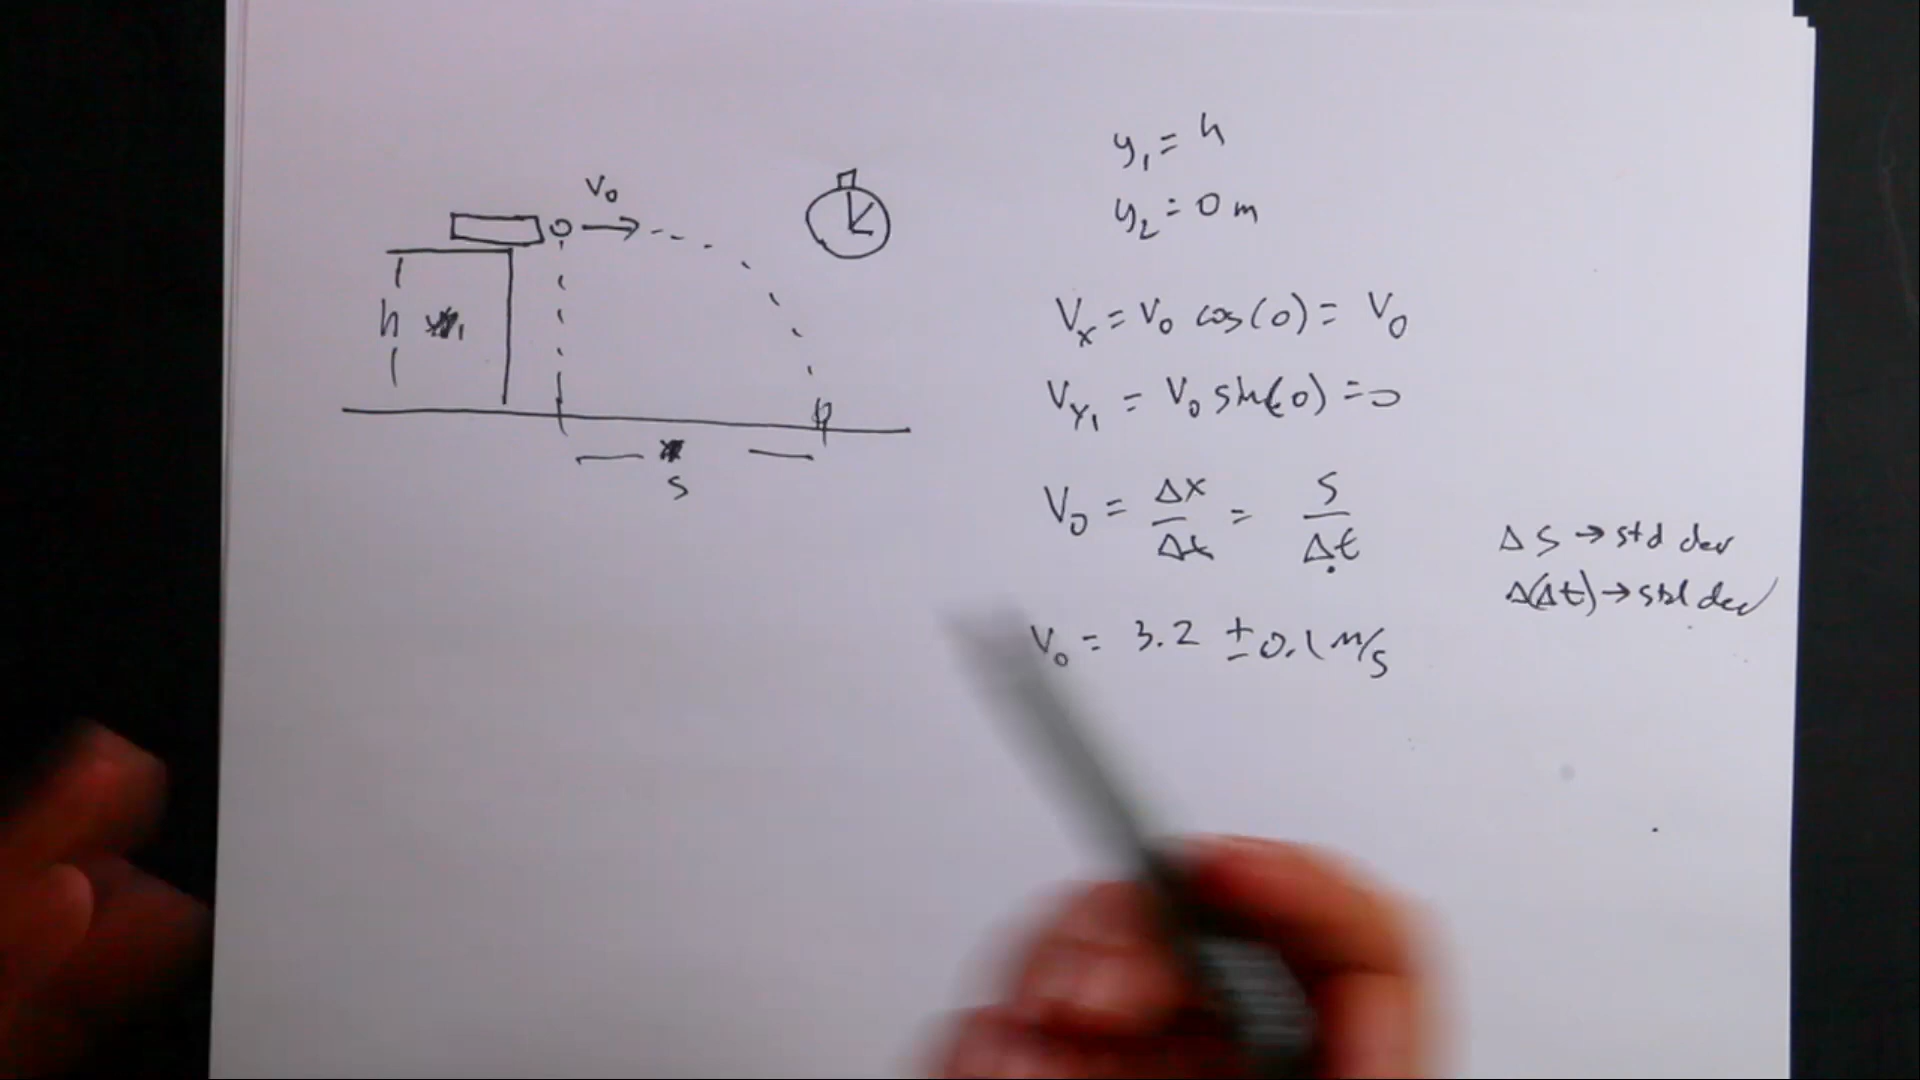 V₀
h
s
y₁ = h
y₂ = 0 m
Vₓ = V₀ cos(0) = V₀
V_y₁ = V₀ sin(0) = 0
V₀ = Δx/Δt = s/Δt
Δs → std dev
Δ(Δt) → std dev
V₀ = 3.2 ± 0.1 m/s